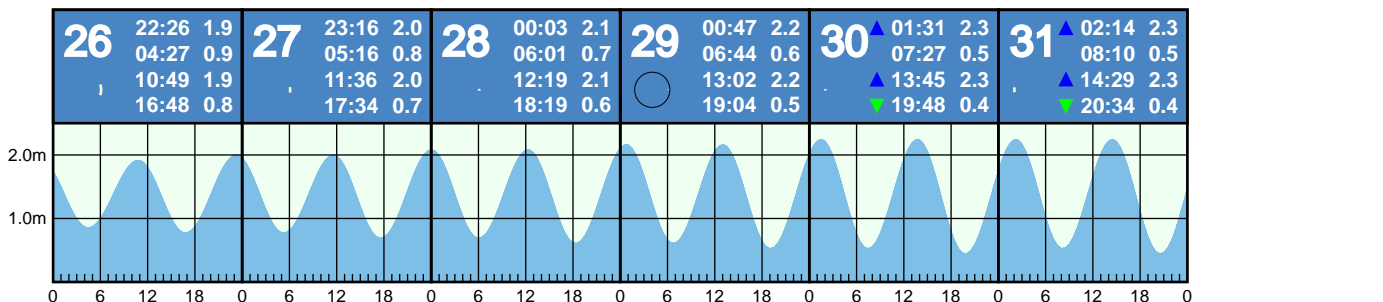 26 22:26 1.9 27 23:16 2.0 28 00:03 2.1 29 00:47 2.2 30 ▲ 01:31 2.3 31 ▲ 02:14 2.3
04:27 0.9 05:16 0.8 06:01 0.7 06:44 0.6 07:27 0.5 08:10 0.5
10:49 1.9 11:36 2.0 12:19 2.1 13:02 2.2 ▲ 13:45 2.3 ▲ 14:29 2.3
16:48 0.8 17:34 0.7 18:19 0.6 19:04 0.5 ▼ 19:48 0.4 ▼ 20:34 0.4
2.0m
1.0m
0 6 12 18 0 6 12 18 0 6 12 18 0 6 12 18 0 6 12 18 0 6 12 18 0